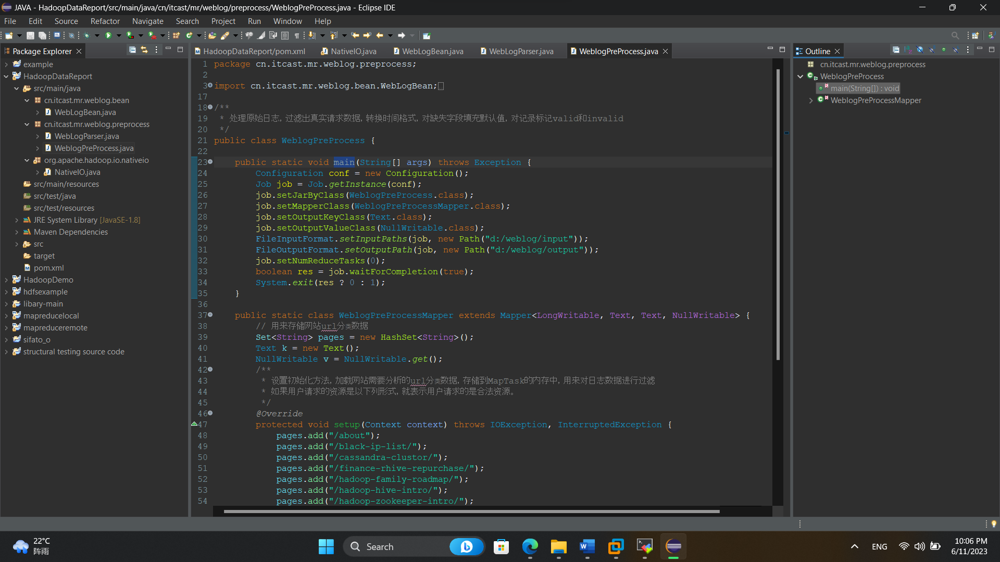 JAVA - HadoopDataReport/src/main/java/cn/itcast/mr/weblog/preprocess/WeblogPreProcess.java - Eclipse IDE
File Edit Source Refactor Navigate Search Project Run Window Help
Package Explorer
example
HadoopDataReport
src/main/java
cn.itcast.mr.weblog.bean
WebLogBean.java
cn.itcast.mr.weblog.preprocess
WebLogParser.java
WeblogPreProcess.java
org.apache.hadoop.io.nativeio
NativeIO.java
src/main/resources
src/test/java
src/test/resources
JRE System Library [JavaSE-1.8]
Maven Dependencies
src
target
pom.xml
HadoopDemo
hdfsexample
libary-main
mapreducelocal
mapreduceremote
sifato_o
structural testing source code
HadoopDataReport/pom.xml NativeIO.java WebLogBean.java WebLogParser.java WeblogPreProcess.java
1 package cn.itcast.mr.weblog.preprocess;
2
3 import cn.itcast.mr.weblog.bean.WebLogBean;
17
18 /**
19 * 处理原始日志, 过滤出真实请求数据, 转换时间格式, 对缺失字段填充默认值, 对记录标记valid和invalid
20 */
21 public class WeblogPreProcess {
22
23 public static void main(String[] args) throws Exception {
24 Configuration conf = new Configuration();
25 Job job = Job.getInstance(conf);
26 job.setJarByClass(WeblogPreProcess.class);
27 job.setMapperClass(WeblogPreProcessMapper.class);
28 job.setOutputKeyClass(Text.class);
29 job.setOutputValueClass(NullWritable.class);
30 FileInputFormat.setInputPaths(job, new Path("d:/weblog/input"));
31 FileOutputFormat.setOutputPath(job, new Path("d:/weblog/output"));
32 job.setNumReduceTasks(0);
33 boolean res = job.waitForCompletion(true);
34 System.exit(res ? 0 : 1);
35 }
36
37 public static class WeblogPreProcessMapper extends Mapper<LongWritable, Text, Text, NullWritable> {
38 // 用来存储网站url分类数据
39 Set<String> pages = new HashSet<String>();
40 Text k = new Text();
41 NullWritable v = NullWritable.get();
42 /**
43 * 设置初始化方法, 加载网站需要分析的url分类数据, 存储到MapTask的内存中, 用来对日志数据进行过滤
44 * 如果用户请求的资源是以下列形式, 就表示用户请求的是合法资源。
45 */
46 @Override
47 protected void setup(Context context) throws IOException, InterruptedException {
48 pages.add("/about");
49 pages.add("/black-ip-list/");
50 pages.add("/cassandra-clustor/");
51 pages.add("/finance-rhive-repurchase/");
52 pages.add("/hadoop-family-roadmap/");
53 pages.add("/hadoop-hive-intro/");
54 pages.add("/hadoop-zookeeper-intro/");
Outline
cn.itcast.mr.weblog.preprocess
WeblogPreProcess
main(String[]) : void
WeblogPreProcessMapper
22°C
阵雨
Search
ENG
10:06 PM
6/11/2023